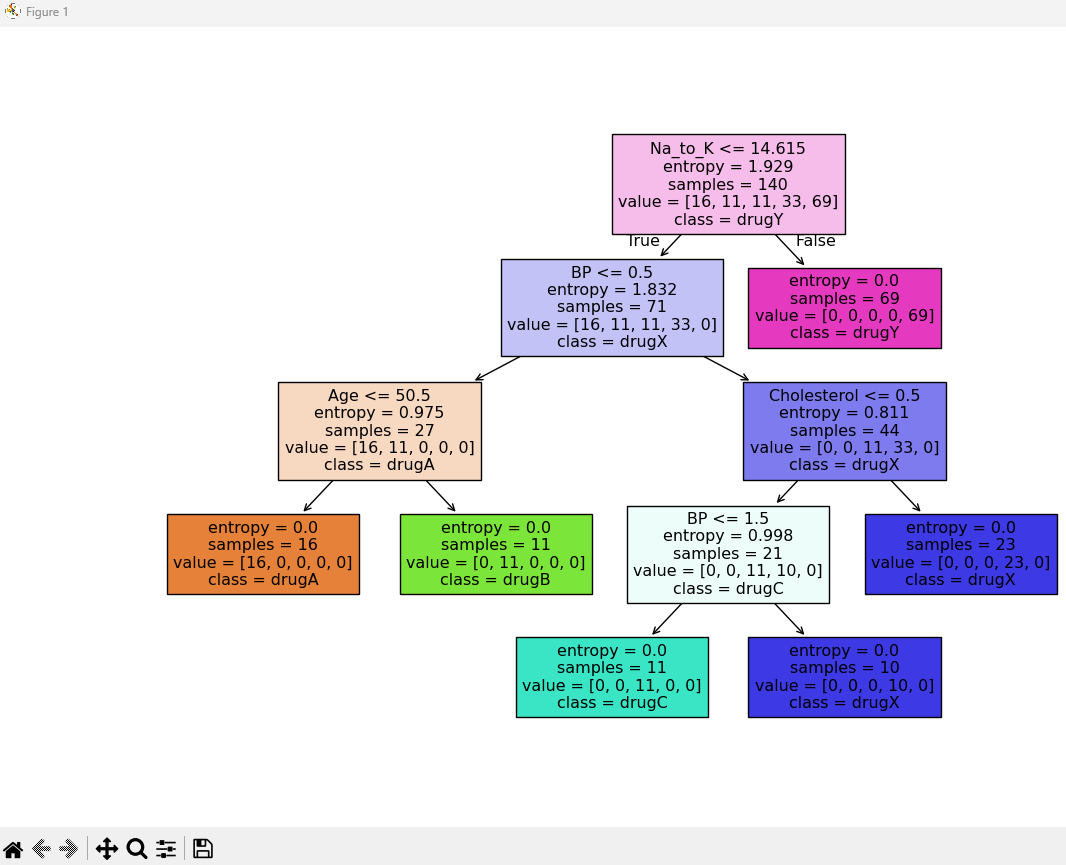 Figure 1
Na_to_K <= 14.615
entropy = 1.929
samples = 140
value = [16, 11, 11, 33, 69]
class = drugY
True
False
BP <= 0.5
entropy = 1.832
samples = 71
value = [16, 11, 11, 33, 0]
class = drugX
entropy = 0.0
samples = 69
value = [0, 0, 0, 0, 69]
class = drugY
Age <= 50.5
entropy = 0.975
samples = 27
value = [16, 11, 0, 0, 0]
class = drugA
Cholesterol <= 0.5
entropy = 0.811
samples = 44
value = [0, 0, 11, 33, 0]
class = drugX
entropy = 0.0
samples = 16
value = [16, 0, 0, 0, 0]
class = drugA
entropy = 0.0
samples = 11
value = [0, 11, 0, 0, 0]
class = drugB
BP <= 1.5
entropy = 0.998
samples = 21
value = [0, 0, 11, 10, 0]
class = drugC
entropy = 0.0
samples = 23
value = [0, 0, 0, 23, 0]
class = drugX
entropy = 0.0
samples = 11
value = [0, 0, 11, 0, 0]
class = drugC
entropy = 0.0
samples = 10
value = [0, 0, 0, 10, 0]
class = drugX